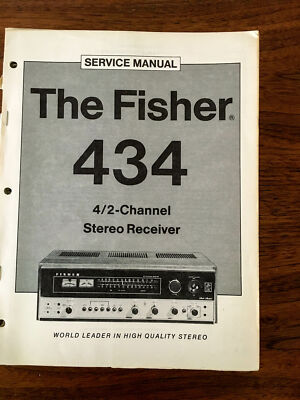 SERVICE MANUAL
The Fisher®
434
4/2-Channel
Stereo Receiver
FISHER
WORLD LEADER IN HIGH QUALITY STEREO